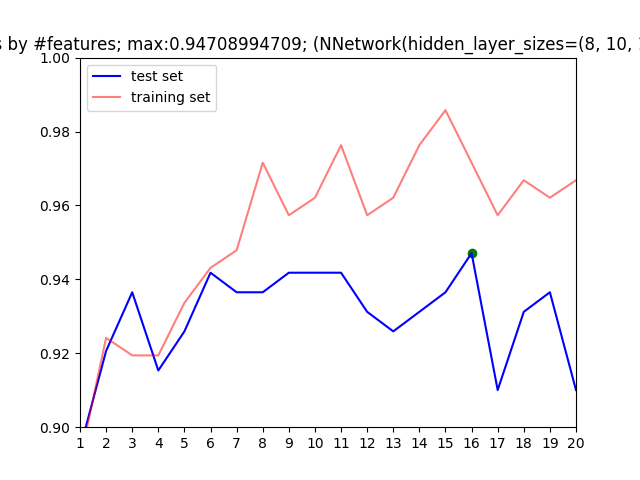 s by #features; max:0.94708994709; (NNetwork(hidden_layer_sizes=(8, 10,
1.00
test set
training set
0.98
0.96
0.94
0.92
0.90
1 2 3 4 5 6 7 8 9 10 11 12 13 14 15 16 17 18 19 20